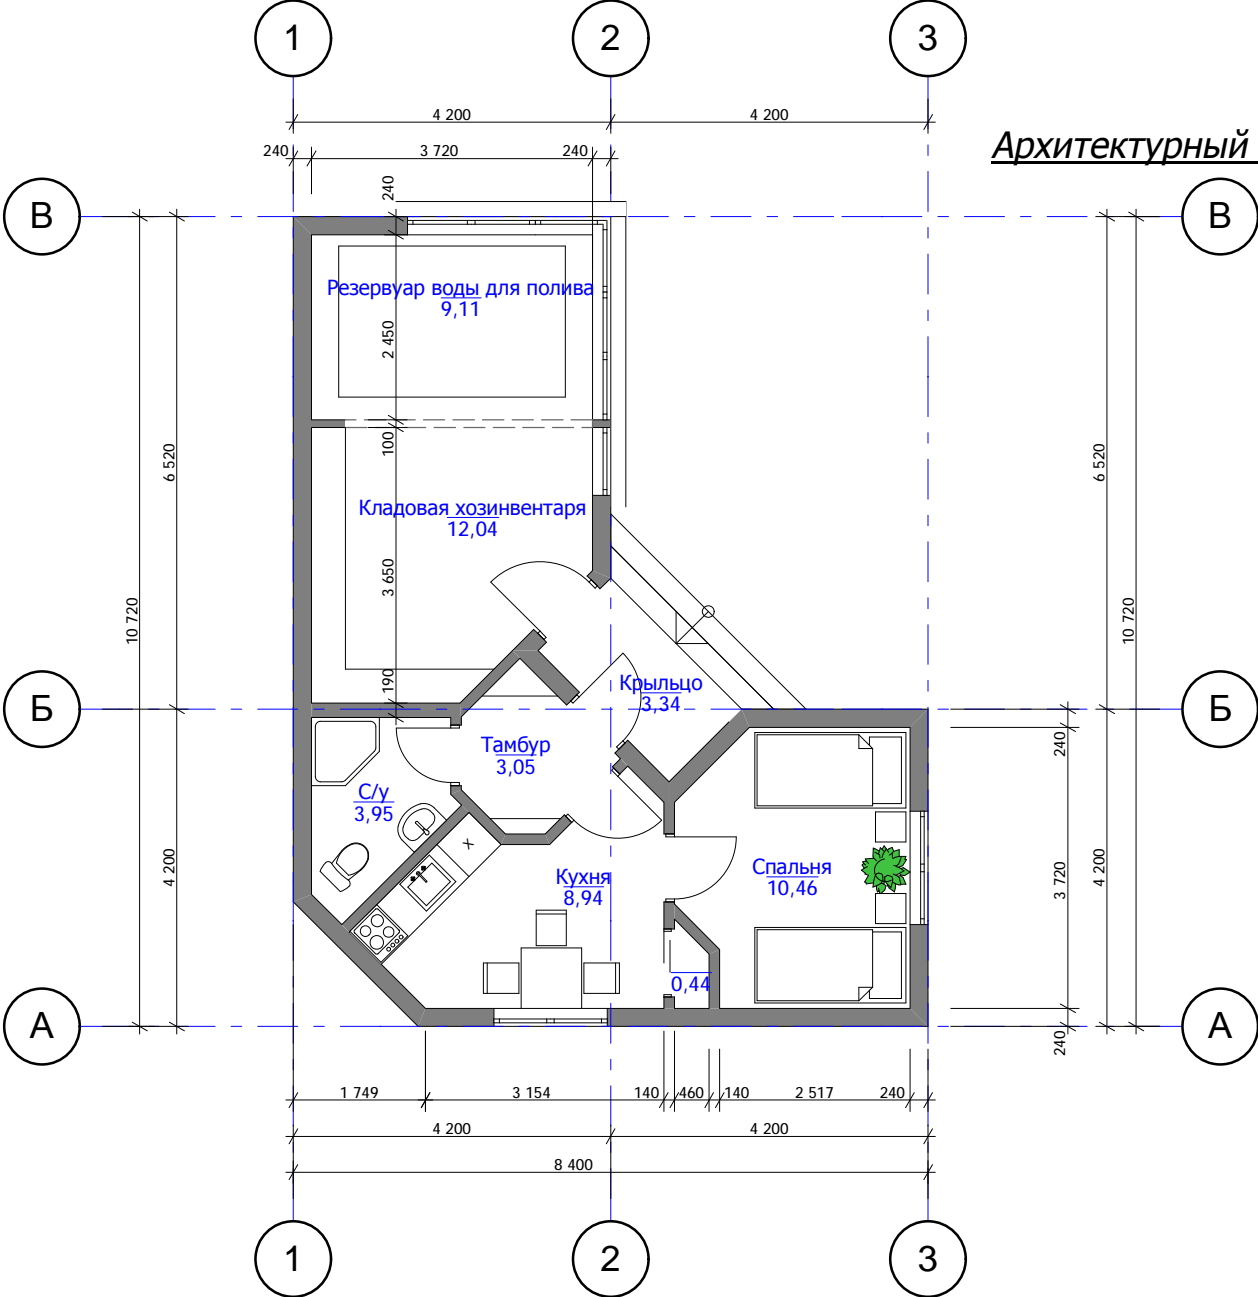 1
2
3
4 200
4 200
240
3 720
240
Архитектурный
240
В
В
Резервуар воды для полива
9,11
2 450
100
6 520
6 520
Кладовая хозинвентаря
12,04
3 650
10 720
10 720
190
Крыльцо
3,34
Б
Б
240
Тамбур
3,05
С/у
3,95
х
Кухня
8,94
Спальня
10,46
4 200
3 720
4 200
0,44
А
А
240
1 749
3 154
140
460
140
2 517
240
4 200
4 200
8 400
1
2
3